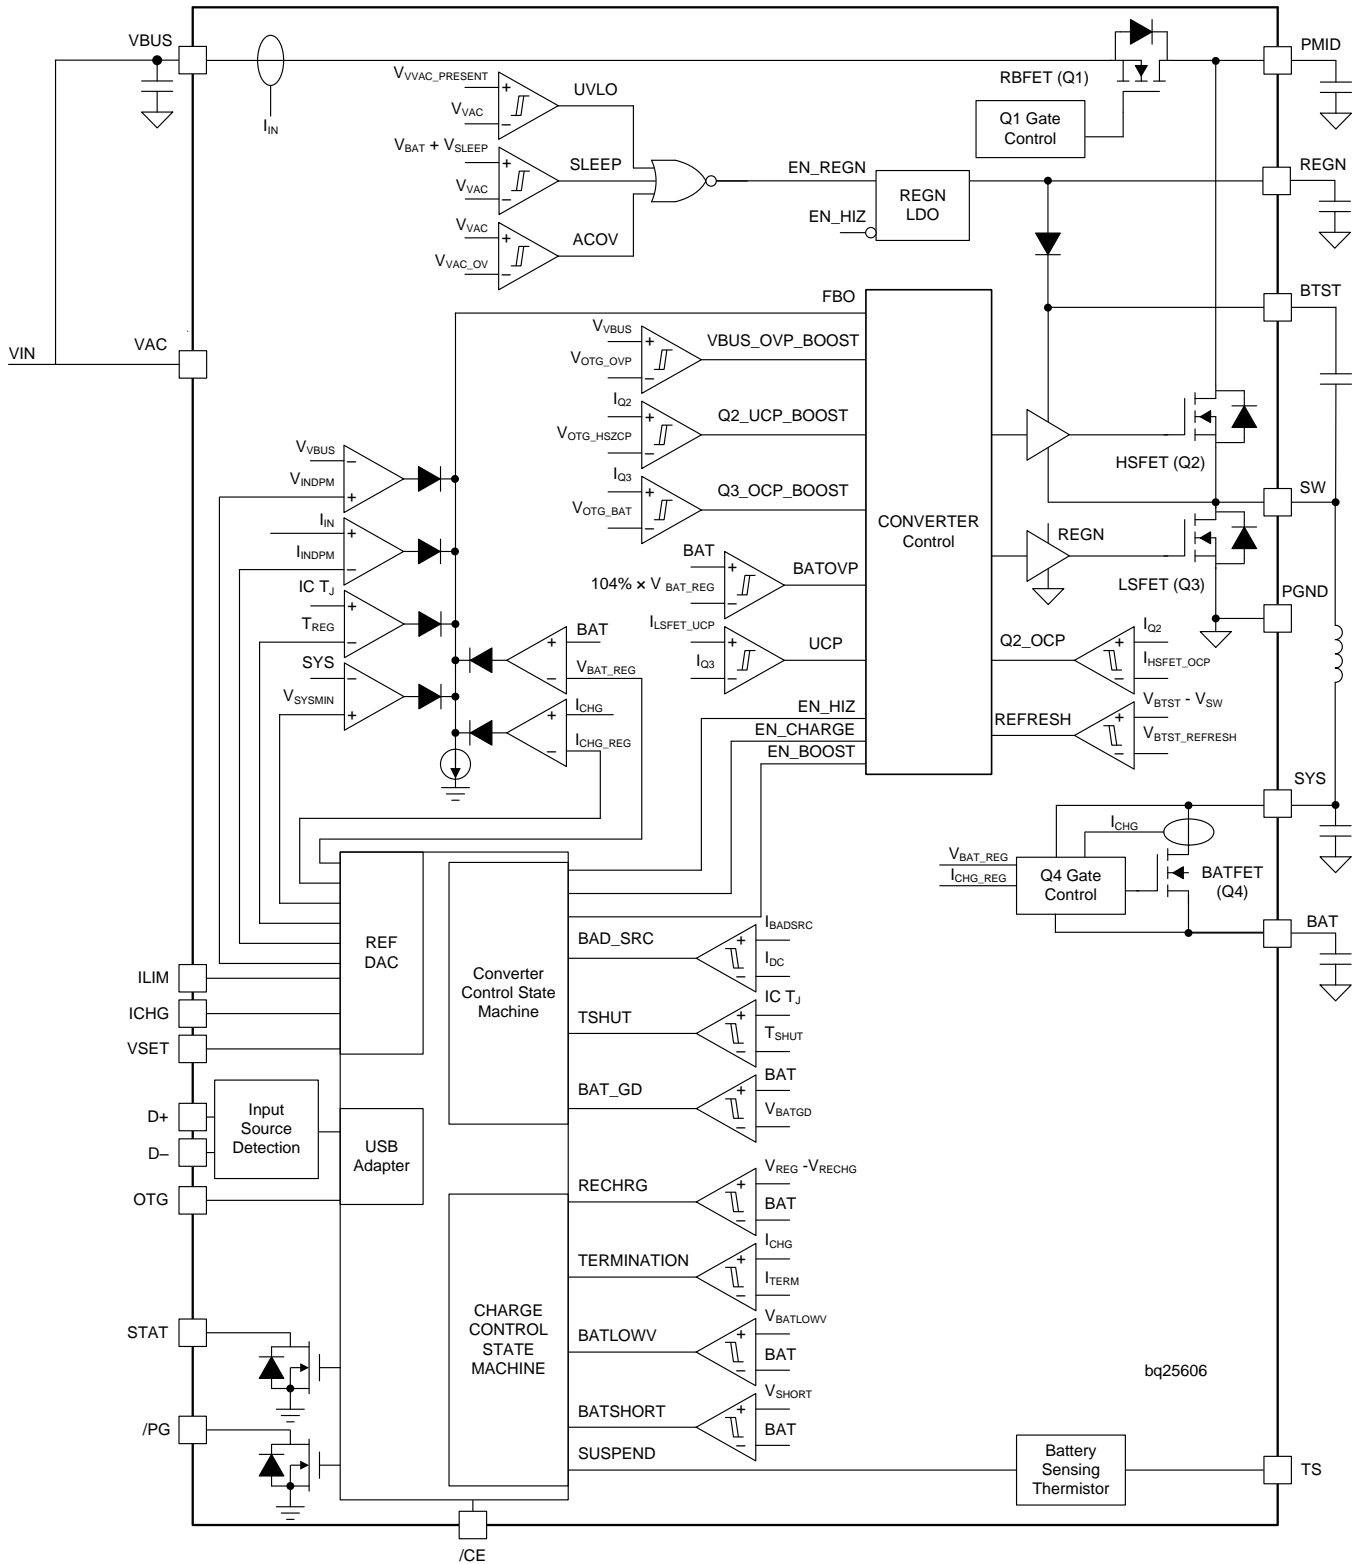 VBUS
PMID
I_IN
V_VVAC_PRESENT
UVLO
V_VAC
RBFET (Q1)
Q1 Gate
Control
V_BAT + V_SLEEP
SLEEP
V_VAC
EN_REGN
REGN
REGN
LDO
EN_HIZ
V_VAC
ACOV
V_VAC_OV
FBO
BTST
VIN
VAC
V_VBUS
VBUS_OVP_BOOST
V_OTG_OVP
I_Q2
Q2_UCP_BOOST
V_OTG_HSZCP
HSFET (Q2)
V_VBUS
V_INDPM
I_Q3
Q3_OCP_BOOST
V_OTG_BAT
SW
CONVERTER
Control
I_IN
I_INDPM
REGN
BAT
BATOVP
104% × V_BAT_REG
LSFET (Q3)
PGND
IC T_J
T_REG
I_LSFET_UCP
UCP
I_Q3
Q2_OCP
I_Q2
I_HSFET_OCP
BAT
V_BAT_REG
SYS
V_SYSMIN
I_CHG
I_CHG_REG
EN_HIZ
EN_CHARGE
EN_BOOST
REFRESH
V_BTST - V_SW
V_BTST_REFRESH
SYS
I_CHG
V_BAT_REG
I_CHG_REG
Q4 Gate
Control
BATFET
(Q4)
BAT
REF
DAC
Converter
Control State
Machine
BAD_SRC
I_BADSRC
I_DC
ILIM
ICHG
VSET
TSHUT
IC T_J
T_SHUT
BAT_GD
BAT
V_BATGD
D+
D–
Input
Source
Detection
USB
Adapter
OTG
RECHRG
V_REG -V_RECHG
BAT
TERMINATION
I_CHG
I_TERM
CHARGE
CONTROL
STATE
MACHINE
STAT
BATLOWV
V_BATLOWV
BAT
bq25606
BATSHORT
V_SHORT
BAT
/PG
SUSPEND
Battery
Sensing
Thermistor
TS
/CE